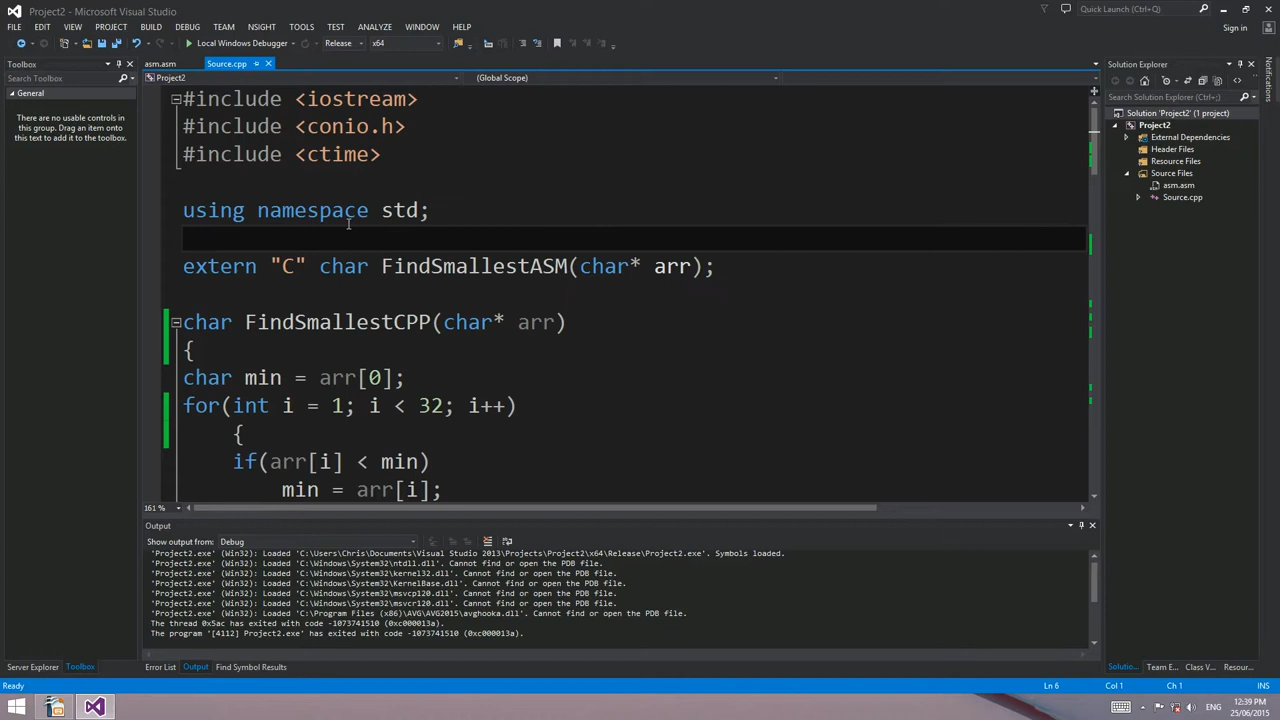 Project2 - Microsoft Visual Studio
Quick Launch (Ctrl+Q)
FILE EDIT VIEW PROJECT BUILD DEBUG TEAM NSIGHT TOOLS TEST ANALYZE WINDOW HELP
Sign in
Local Windows Debugger Release x64
Toolbox
Search Toolbox
General
There are no usable controls in
this group. Drag an item onto
this text to add it to the toolbox.
asm.asm Source.cpp
Project2 (Global Scope)
#include <iostream>
#include <conio.h>
#include <ctime>
using namespace std;
extern "C" char FindSmallestASM(char* arr);
char FindSmallestCPP(char* arr)
{
char min = arr[0];
for(int i = 1; i < 32; i++)
{
if(arr[i] < min)
min = arr[i];
161 %
Solution Explorer
Search Solution Explorer (Ctrl+;)
Solution 'Project2' (1 project)
Project2
External Dependencies
Header Files
Resource Files
Source Files
asm.asm
Source.cpp
Notifications
Output
Show output from: Debug
'Project2.exe' (Win32): Loaded 'C:\Users\Chris\Documents\Visual Studio 2013\Projects\Project2\x64\Release\Project2.exe'. Symbols loaded.
'Project2.exe' (Win32): Loaded 'C:\Windows\System32\ntdll.dll'. Cannot find or open the PDB file.
'Project2.exe' (Win32): Loaded 'C:\Windows\System32\kernel32.dll'. Cannot find or open the PDB file.
'Project2.exe' (Win32): Loaded 'C:\Windows\System32\KernelBase.dll'. Cannot find or open the PDB file.
'Project2.exe' (Win32): Loaded 'C:\Windows\System32\msvcp120.dll'. Cannot find or open the PDB file.
'Project2.exe' (Win32): Loaded 'C:\Windows\System32\msvcr120.dll'. Cannot find or open the PDB file.
'Project2.exe' (Win32): Loaded 'C:\Program Files (x86)\AVG\AVG2015\avghooka.dll'. Cannot find or open the PDB file.
The thread 0x5ac has exited with code -1073741510 (0xc000013a).
The program '[4112] Project2.exe' has exited with code -1073741510 (0xc000013a).
Server Explorer Toolbox
Error List Output Find Symbol Results
Solutio... Team E... Class V... Resour...
Ready
Ln 6 Col 1 Ch 1 INS
ENG
12:39 PM
25/06/2015